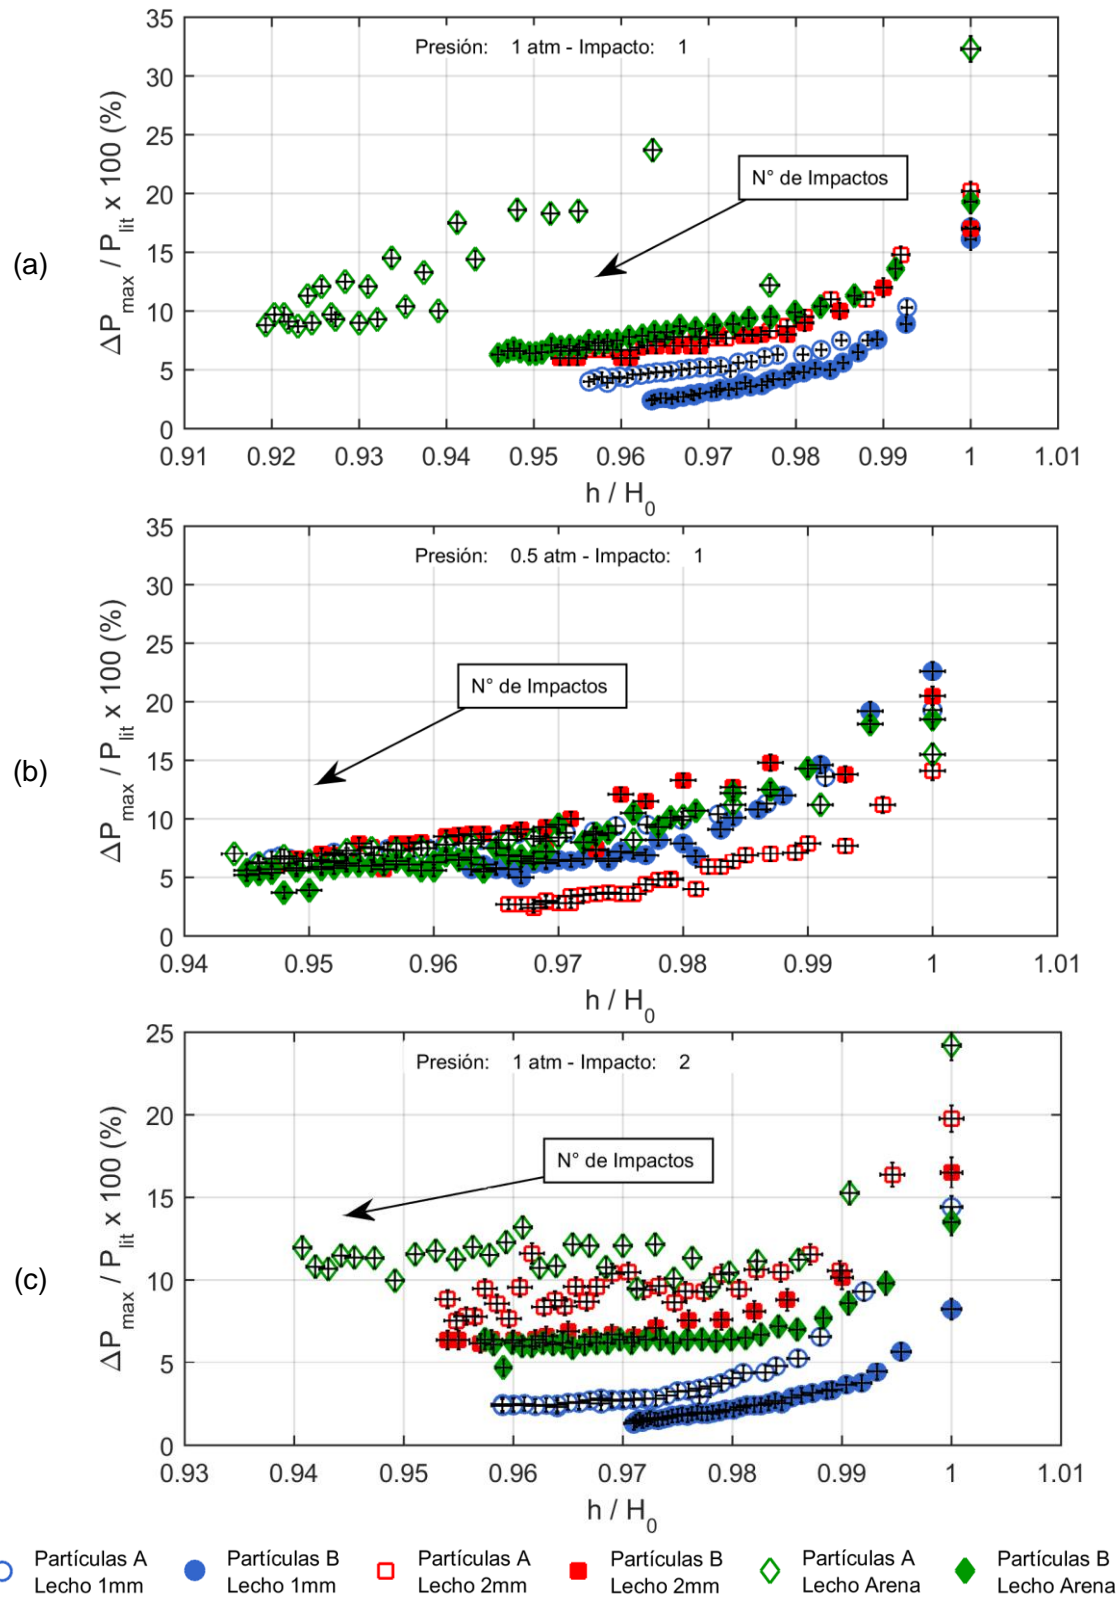 35
Presión: 1 atm - Impacto: 1
30
25
N° de Impactos
20
(a)
ΔPmax / Plit x 100 (%)
15
10
5
0
0.91 0.92 0.93 0.94 0.95 0.96 0.97 0.98 0.99 1 1.01
h / H0
35
Presión: 0.5 atm - Impacto: 1
30
25
N° de Impactos
20
(b)
ΔPmax / Plit x 100 (%)
15
10
5
0
0.94 0.95 0.96 0.97 0.98 0.99 1 1.01
h / H0
25
Presión: 1 atm - Impacto: 2
20
N° de Impactos
15
(c)
ΔPmax / Plit x 100 (%)
10
5
0
0.93 0.94 0.95 0.96 0.97 0.98 0.99 1 1.01
h / H0
Partículas A
Lecho 1mm
Partículas B
Lecho 1mm
Partículas A
Lecho 2mm
Partículas B
Lecho 2mm
Partículas A
Lecho Arena
Partículas B
Lecho Arena